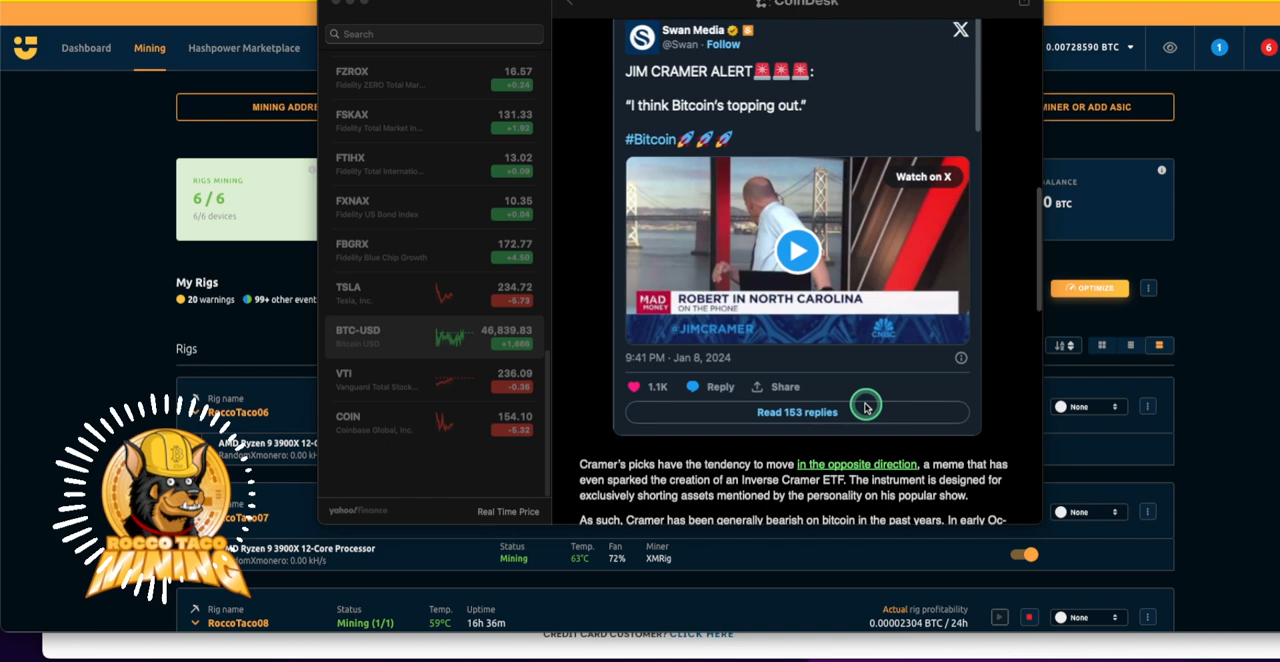 CoinDesk
Dashboard
Mining
Hashpower Marketplace
0.00728590 BTC
1
6
MINING ADDRE
MINER OR ADD ASIC
RIGS MINING
6 / 6
6/6 devices
ALANCE
0 BTC
My Rigs
20 warnings
99+ other event
OPTIMIZE
Rigs
Search
FZROX 16.57
Fidelity ZERO Total Mar... +0.24
FSKAX 131.33
Fidelity Total Market In... +1.92
FTIHX 13.02
Fidelity Total Internatio... +0.09
FXNAX 10.35
Fidelity US Bond Index +0.04
FBGRX 172.77
Fidelity Blue Chip Growth +4.50
TSLA 234.72
Tesla, Inc. -5.73
BTC-USD 46,839.83
Bitcoin USD +1,666
VTI 236.09
Vanguard Total Stock... -0.36
COIN 154.10
Coinbase Global, Inc. -5.32
yahoo!finance
Real Time Price
Swan Media
@Swan · Follow
X
JIM CRAMER ALERT🚨🚨🚨:
“I think Bitcoin’s topping out.”
#Bitcoin🚀🚀🚀
Watch on X
MAD MONEY
ROBERT IN NORTH CAROLINA
ON THE PHONE
@JIMCRAMER
CNBC
9:41 PM · Jan 8, 2024
1.1K Reply Share
Read 153 replies
Cramer’s picks have the tendency to move in the opposite direction, a meme that has
even sparked the creation of an Inverse Cramer ETF. The instrument is designed for
exclusively shorting assets mentioned by the personality on his popular show.
As such, Cramer has been generally bearish on bitcoin in the past years. In early Oc-
Rig name
RoccoTaco06
None
AMD Ryzen 9 3900X 12-C
RandomXmonero: 0.00 kH/s
ame
coTaco07
None
MD Ryzen 9 3900X 12-Core Processor
domXmonero: 0.00 kH/s
Status
Mining
Temp.
63°C
Fan
72%
Miner
XMRig
ROCCO TACO
MINING
Rig name
RoccoTaco08
Status
Mining (1/1)
Temp.
59°C
Uptime
16h 36m
Actual rig profitability
0.00002304 BTC / 24h
None
CREDIT CARD CUSTOMER? CLICK HERE